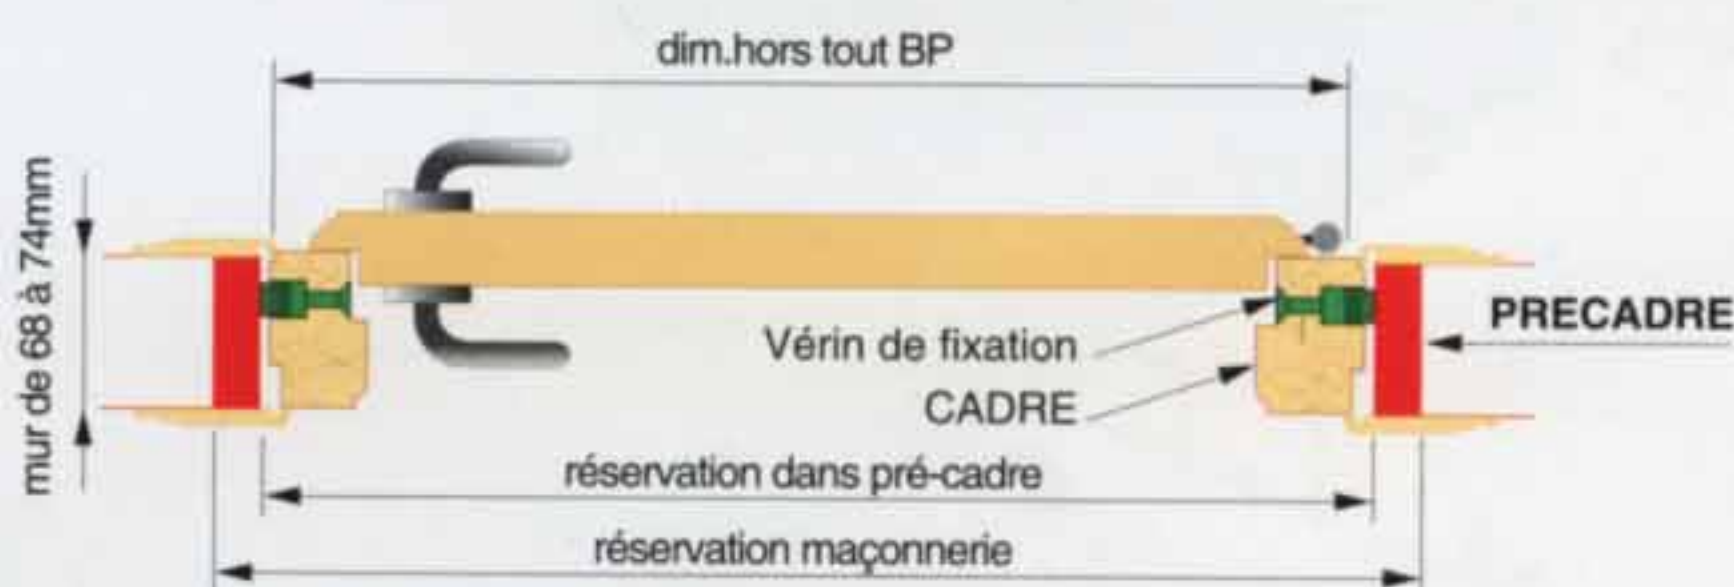 dim.hors tout BP
mur de 68 à 74mm
PRECADRE
Vérin de fixation
CADRE
réservation dans pré-cadre
réservation maçonnerie